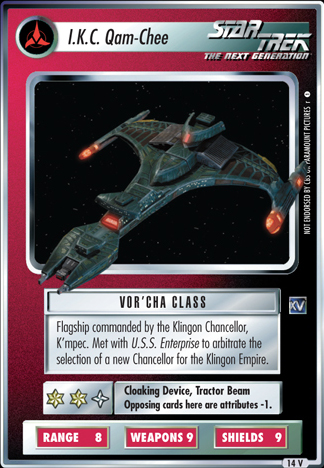 I.K.C. Qam-Chee
STAR TREK
THE NEXT GENERATION
VOR'CHA CLASS
Flagship commanded by the Klingon Chancellor,
K'mpec. Met with U.S.S. Enterprise to arbitrate the
selection of a new Chancellor for the Klingon Empire.
KV
Cloaking Device, Tractor Beam
Opposing cards here are attributes -1.
RANGE 8
WEAPONS 9
SHIELDS 9
14 V
NOT ENDORSED BY CBS OR PARAMOUNT PICTURES